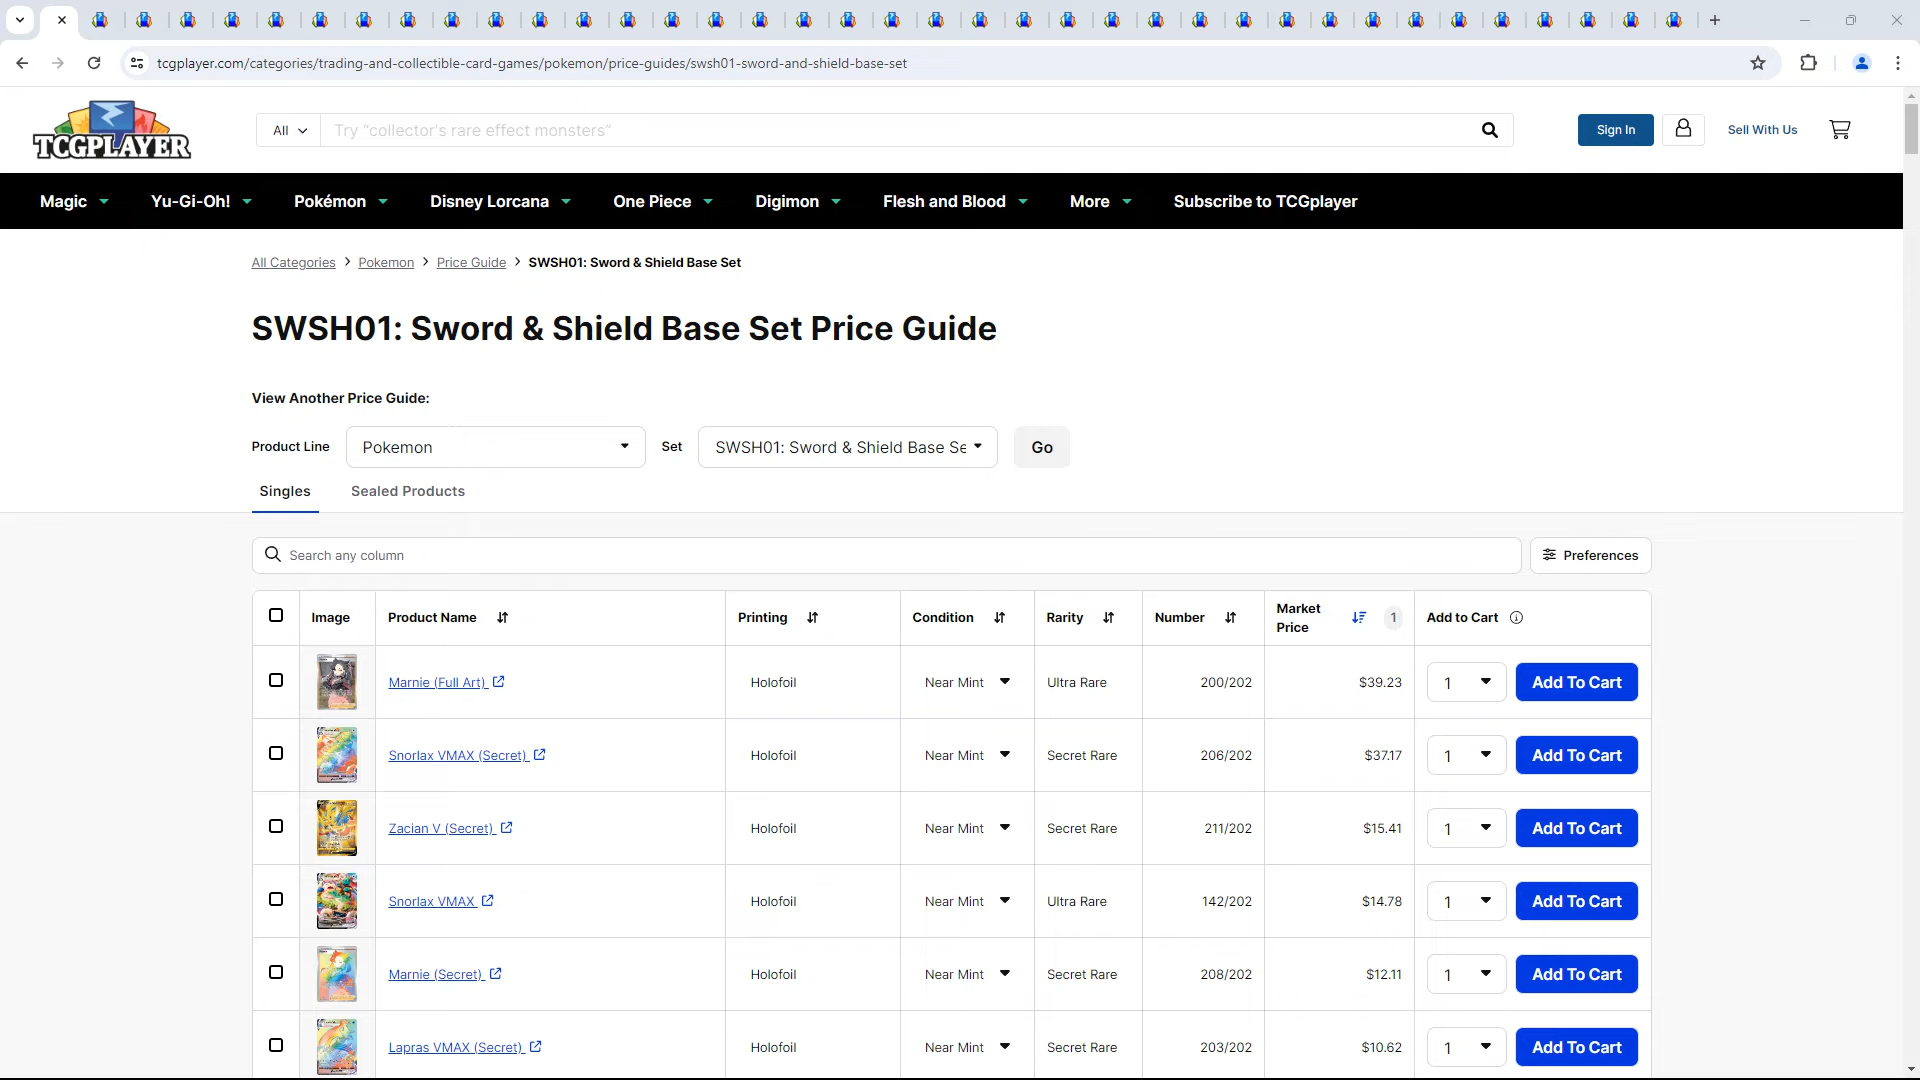 tcgplayer.com/categories/trading-and-collectible-card-games/pokemon/price-guides/swsh01-sword-and-shield-base-set
TCGPLAYER
All
Try “collector's rare effect monsters”
Sign In
Sell With Us
Magic Yu-Gi-Oh! Pokémon Disney Lorcana One Piece Digimon Flesh and Blood More Subscribe to TCGplayer
All Categories > Pokemon > Price Guide > SWSH01: Sword & Shield Base Set
SWSH01: Sword & Shield Base Set Price Guide
View Another Price Guide:
Product Line Pokemon Set SWSH01: Sword & Shield Base Se Go
Singles Sealed Products
Search any column Preferences
Image Product Name Printing Condition Rarity Number Market Price 1 Add to Cart
Marnie (Full Art) Holofoil Near Mint Ultra Rare 200/202 $39.23 1 Add To Cart
Snorlax VMAX (Secret) Holofoil Near Mint Secret Rare 206/202 $37.17 1 Add To Cart
Zacian V (Secret) Holofoil Near Mint Secret Rare 211/202 $15.41 1 Add To Cart
Snorlax VMAX Holofoil Near Mint Ultra Rare 142/202 $14.78 1 Add To Cart
Marnie (Secret) Holofoil Near Mint Secret Rare 208/202 $12.11 1 Add To Cart
Lapras VMAX (Secret) Holofoil Near Mint Secret Rare 203/202 $10.62 1 Add To Cart